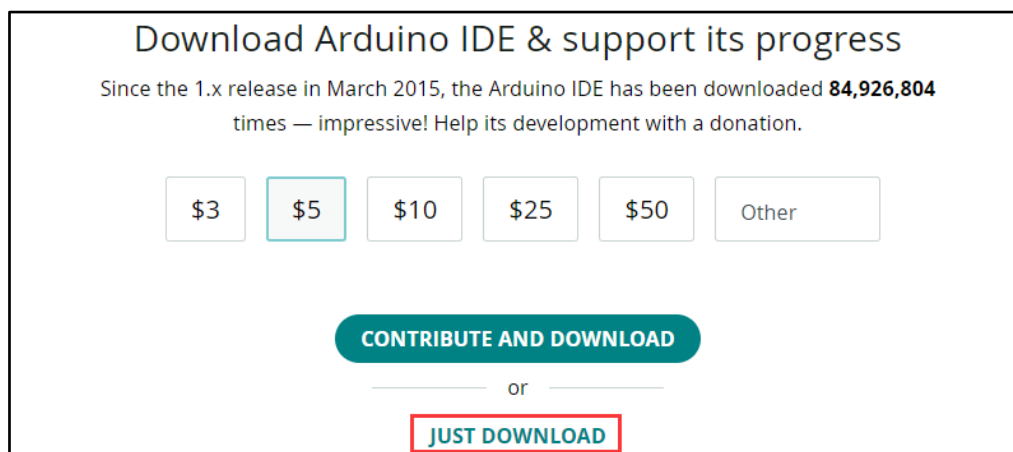 Download Arduino IDE & support its progress
Since the 1.x release in March 2015, the Arduino IDE has been downloaded 84,926,804
times — impressive! Help its development with a donation.
$3 $5 $10 $25 $50 Other
CONTRIBUTE AND DOWNLOAD
or
JUST DOWNLOAD